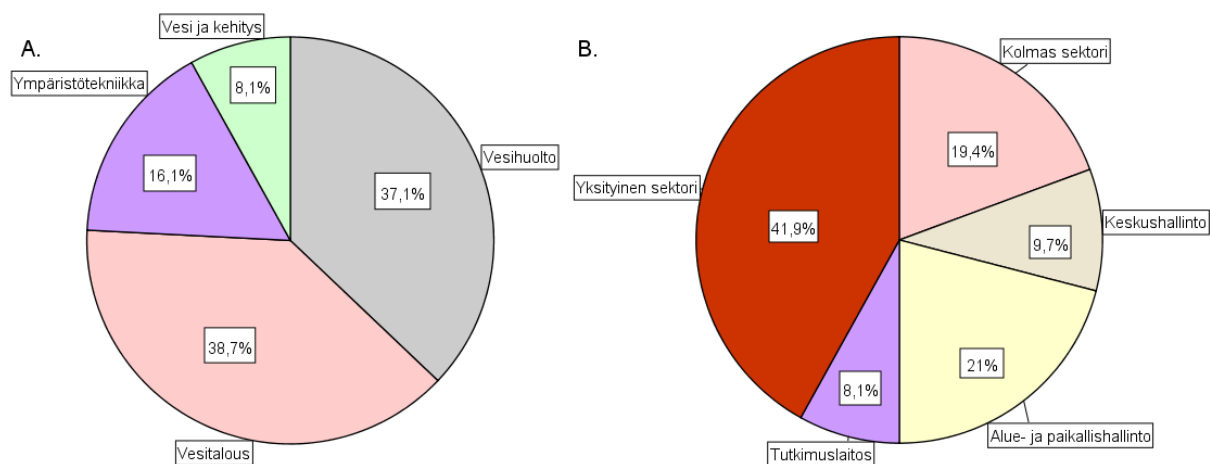 A.
Vesi ja kehitys
8,1%
Ympäristötekniikka
16,1%
Vesihuolto
37,1%
38,7%
Vesitalous
B.
Kolmas sektori
19,4%
Yksityinen sektori
41,9%
Keskushallinto
9,7%
21%
8,1%
Alue- ja paikallishallinto
Tutkimuslaitos